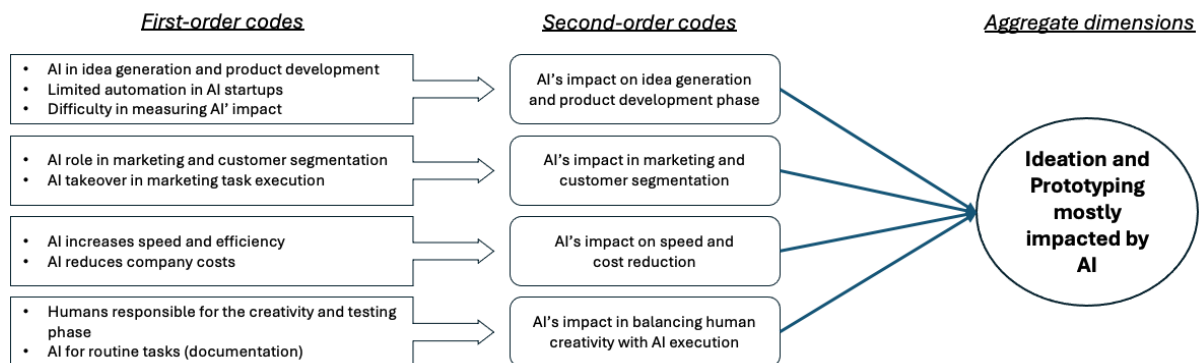 First-order codes
Second-order codes
Aggregate dimensions
• AI in idea generation and product development
• Limited automation in AI startups
• Difficulty in measuring AI' impact
AI's impact on idea generation
and product development phase
• AI role in marketing and customer segmentation
• AI takeover in marketing task execution
AI's impact in marketing and
customer segmentation
• AI increases speed and efficiency
• AI reduces company costs
AI's impact on speed and
cost reduction
• Humans responsible for the creativity and testing
phase
• AI for routine tasks (documentation)
AI's impact in balancing human
creativity with AI execution
Ideation and
Prototyping
mostly
impacted by
AI